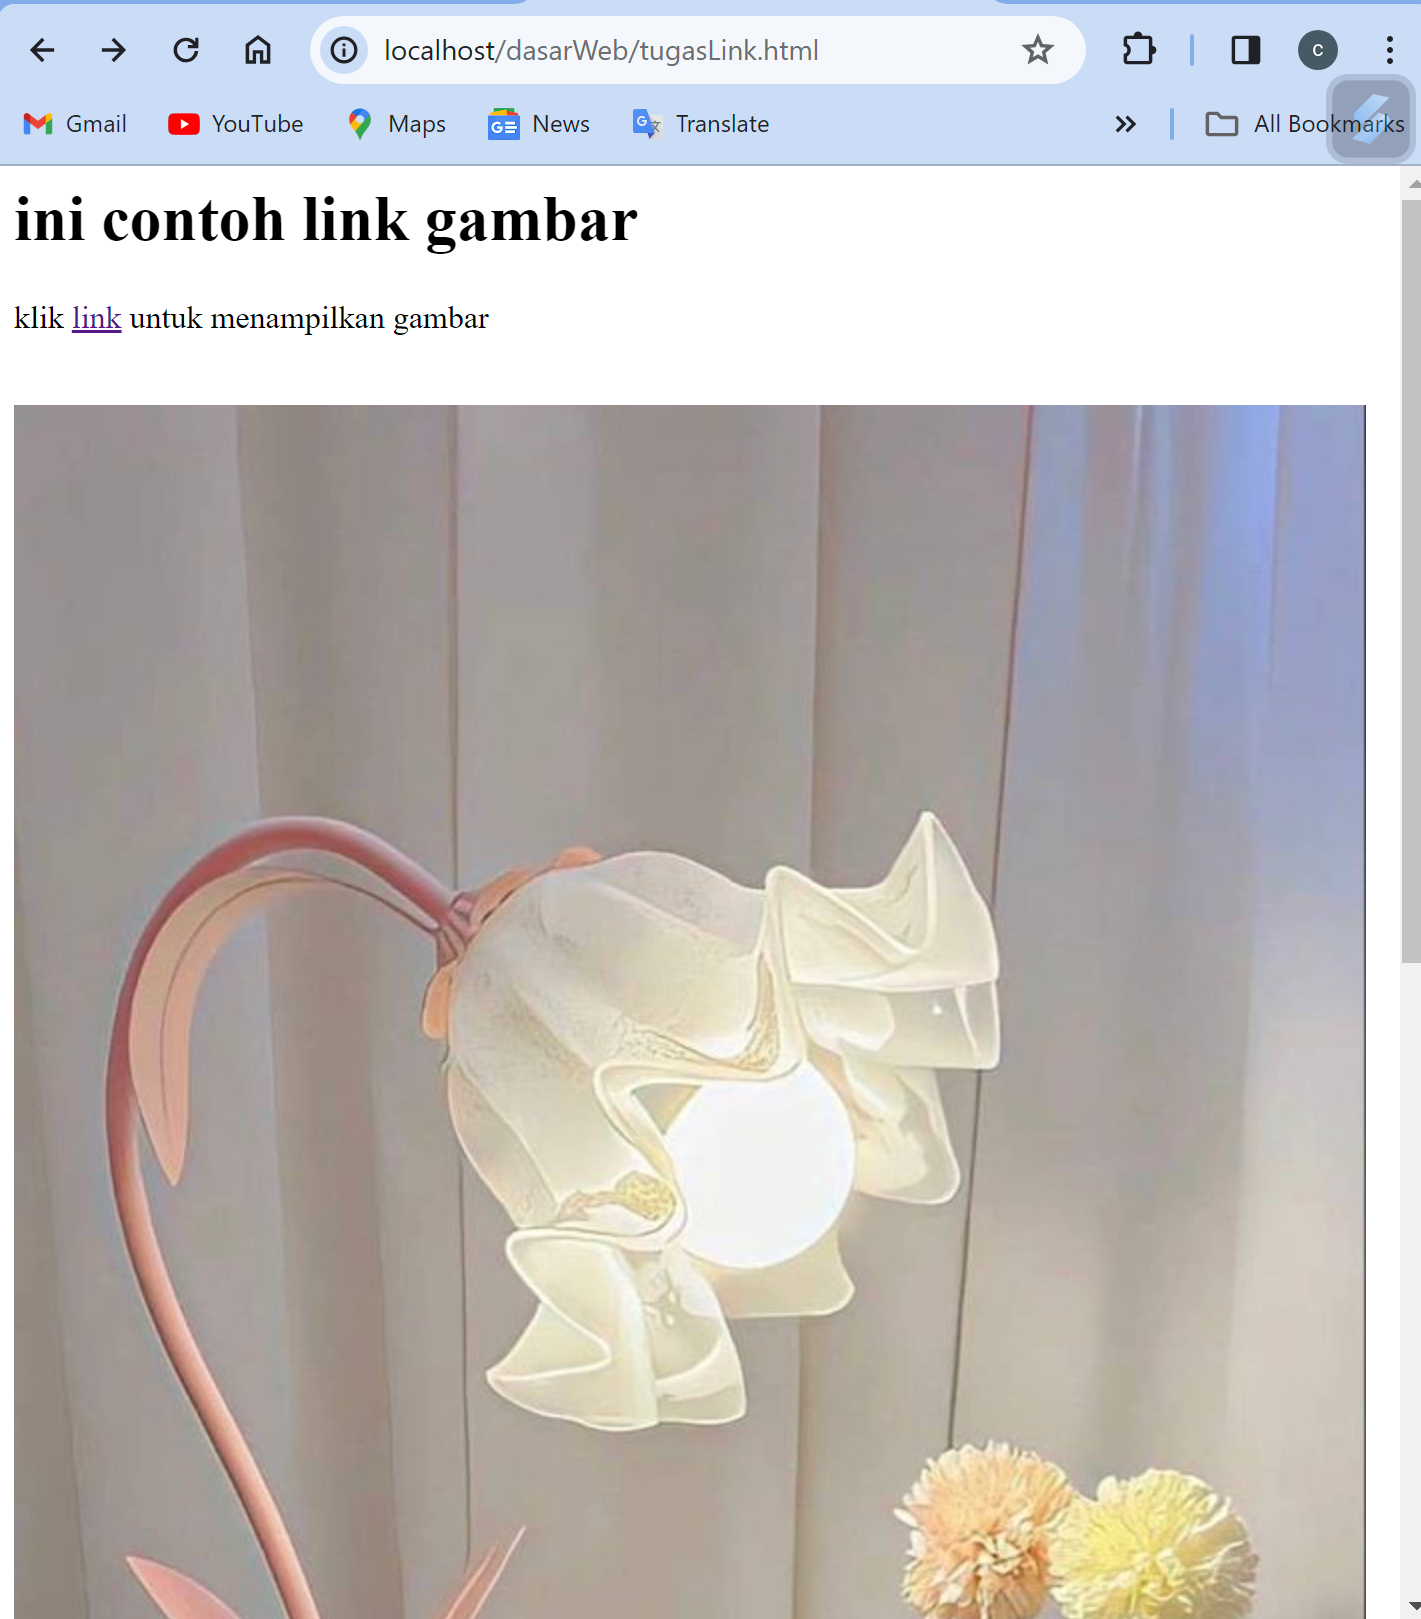 localhost/dasarWeb/tugasLink.html
C
Gmail YouTube Maps News Translate All Bookmarks
ini contoh link gambar
klik link untuk menampilkan gambar